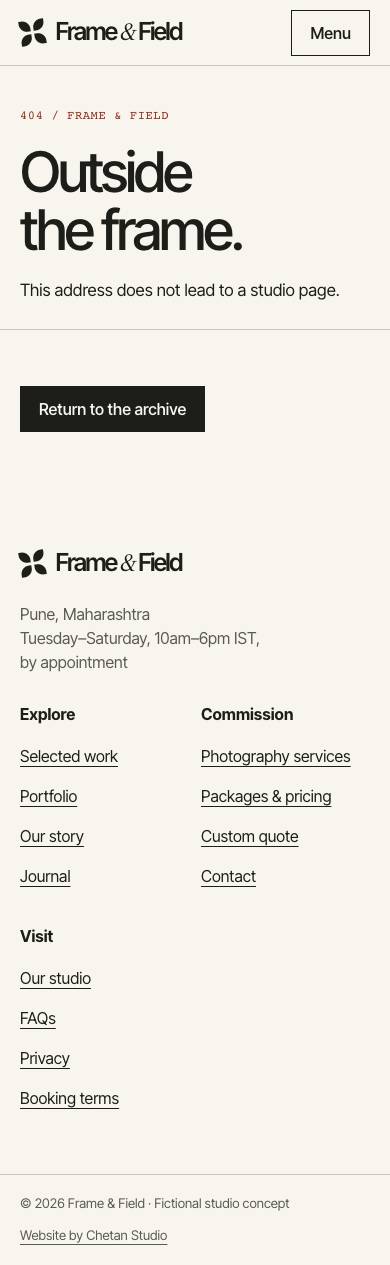 Frame & Field
Menu
404 / FRAME & FIELD
Outside
the frame.
This address does not lead to a studio page.
Return to the archive
Frame & Field
Pune, Maharashtra
Tuesday–Saturday, 10am–6pm IST,
by appointment
Explore
Selected work
Portfolio
Our story
Journal
Commission
Photography services
Packages & pricing
Custom quote
Contact
Visit
Our studio
FAQs
Privacy
Booking terms
© 2026 Frame & Field · Fictional studio concept
Website by Chetan Studio